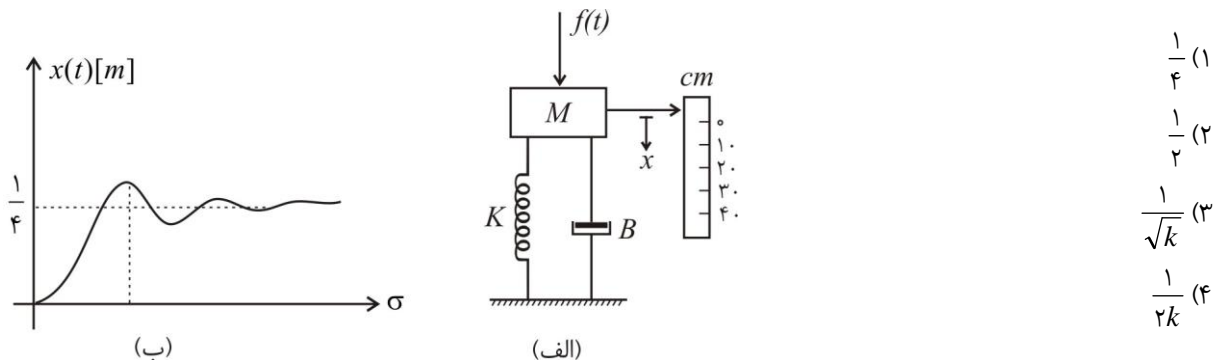 x(t)[m]
۱/۴
σ
(ب)
f(t)
M
cm
x
۰
۱۰
۲۰
۳۰
۴۰
K
B
(الف)
۱) ۱/۴
۲) ۱/۲
۳) ۱/√k
۴) ۱/۲k